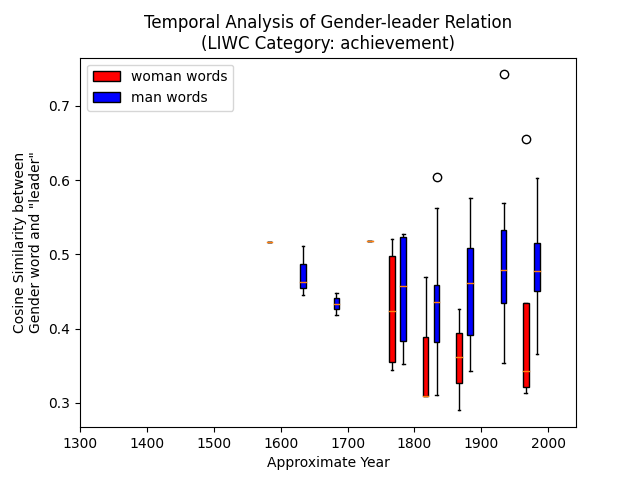 Temporal Analysis of Gender-leader Relation
(LIWC Category: achievement)
woman words
man words
Cosine Similarity between
Gender word and "leader"
0.7
0.6
0.5
0.4
0.3
1300 1400 1500 1600 1700 1800 1900 2000
Approximate Year